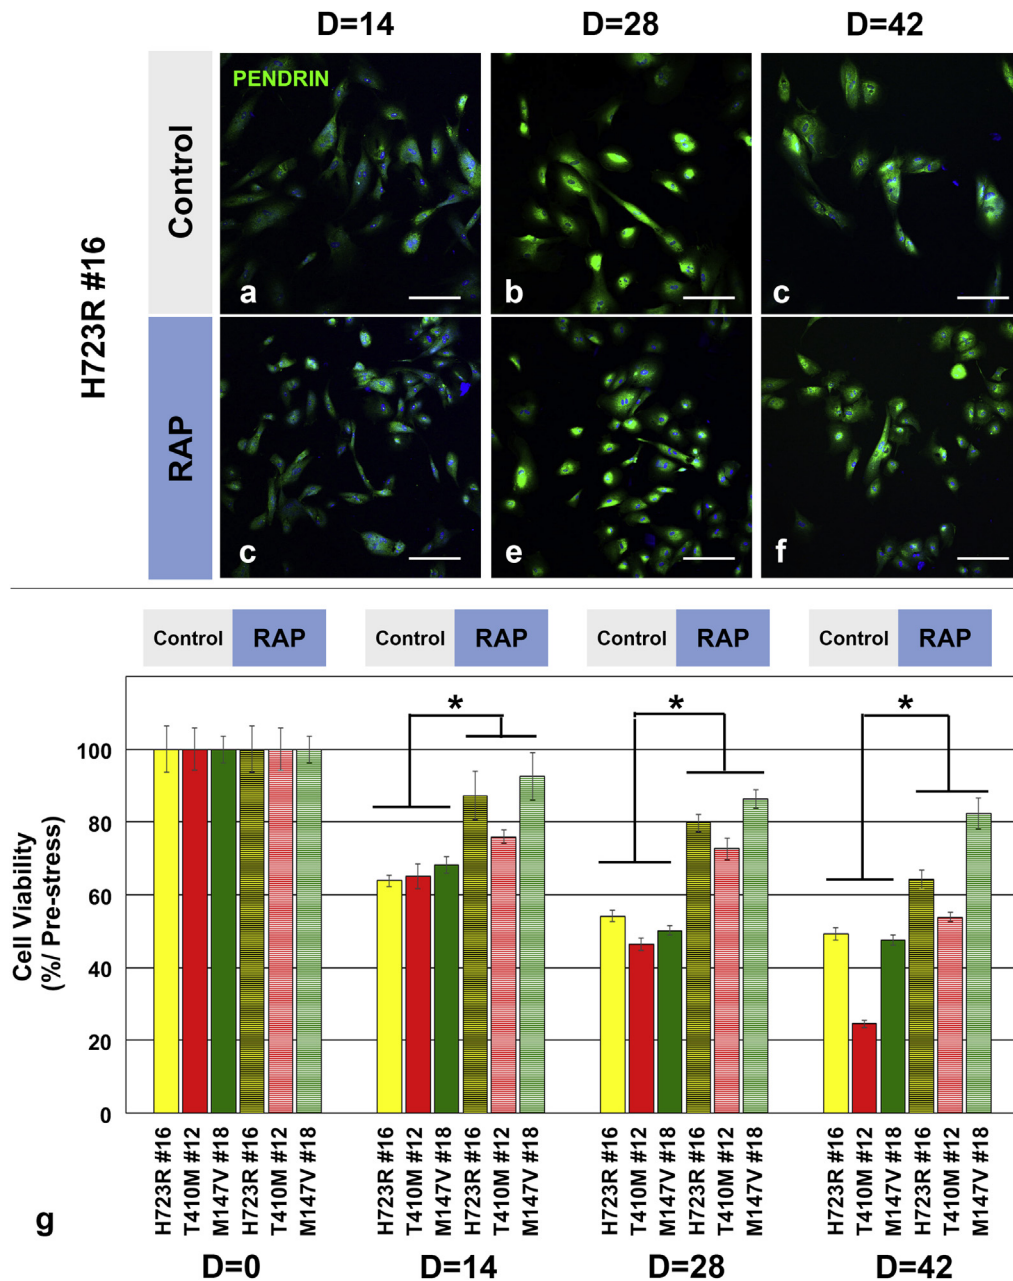 D=14 D=28 D=42
H723R #16
Control
PENDRIN
a b c
RAP
c e f
Control RAP Control RAP Control RAP Control RAP
* * *
Cell Viability
(%/ Pre-stress)
100
80
60
40
20
0
H723R #16 T410M #12 M147V #18 H723R #16 T410M #12 M147V #18 H723R #16 T410M #12 M147V #18 H723R #16 T410M #12 M147V #18 H723R #16 T410M #12 M147V #18 H723R #16 T410M #12 M147V #18 H723R #16 T410M #12 M147V #18 H723R #16 T410M #12 M147V #18
g
D=0 D=14 D=28 D=42